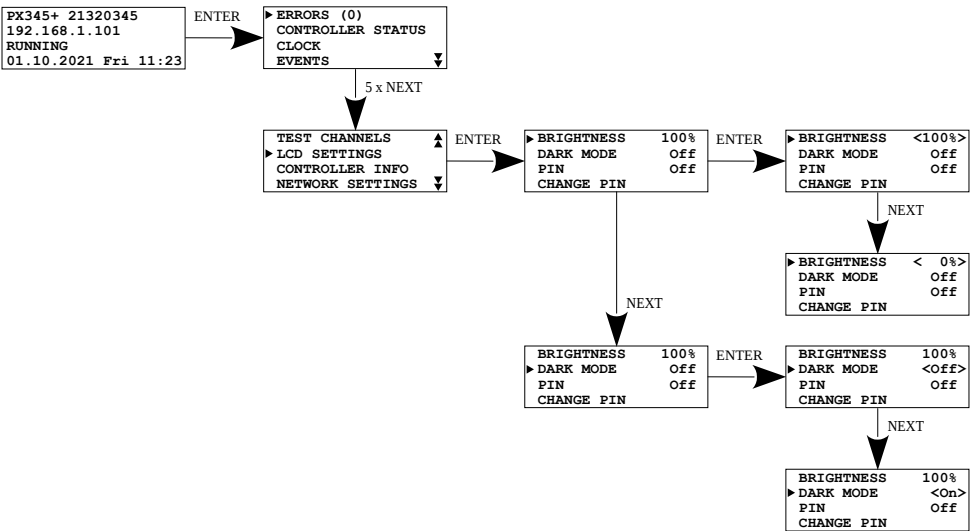 PX345+ 21320345
192.168.1.101
RUNNING
01.10.2021 Fri 11:23
ENTER
ERRORS (0)
CONTROLLER STATUS
CLOCK
EVENTS
5 x NEXT
TEST CHANNELS
LCD SETTINGS
CONTROLLER INFO
NETWORK SETTINGS
ENTER
BRIGHTNESS 100%
DARK MODE Off
PIN Off
CHANGE PIN
ENTER
BRIGHTNESS <100%>
DARK MODE Off
PIN Off
CHANGE PIN
NEXT
BRIGHTNESS < 0%>
DARK MODE Off
PIN Off
CHANGE PIN
NEXT
BRIGHTNESS 100%
DARK MODE Off
PIN Off
CHANGE PIN
ENTER
BRIGHTNESS 100%
DARK MODE <Off>
PIN Off
CHANGE PIN
NEXT
BRIGHTNESS 100%
DARK MODE <On>
PIN Off
CHANGE PIN